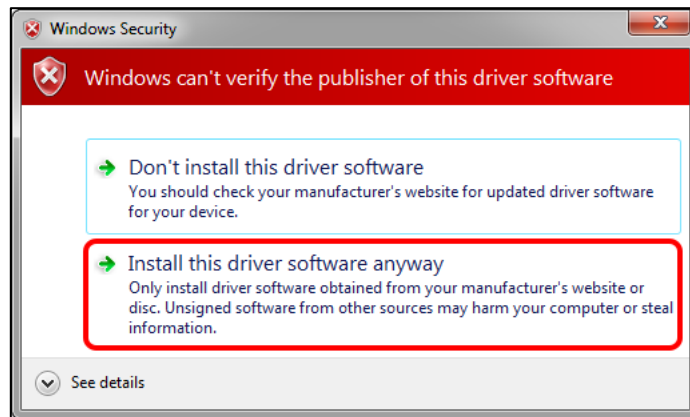 Windows Security
Windows can't verify the publisher of this driver software
Don't install this driver software
You should check your manufacturer's website for updated driver software
for your device.
Install this driver software anyway
Only install driver software obtained from your manufacturer's website or
disc. Unsigned software from other sources may harm your computer or steal
information.
See details